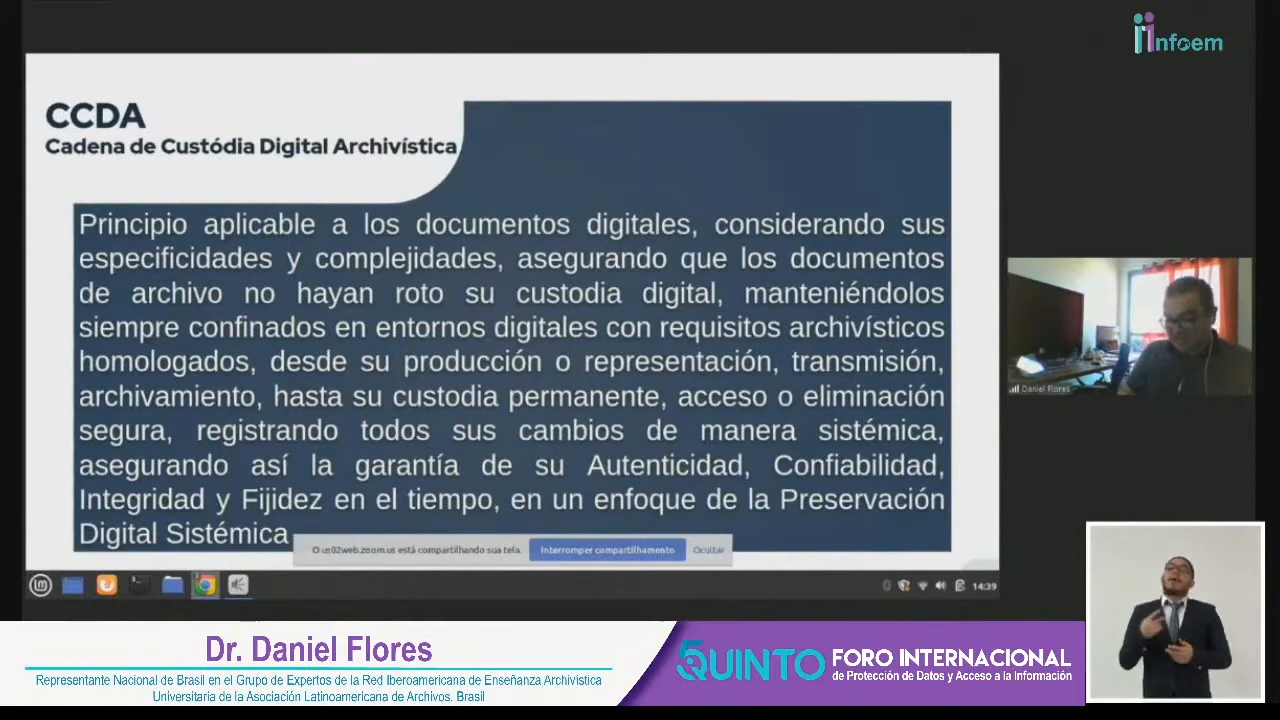 infoem
CCDA
Cadena de Custódia Digital Archivística
Principio aplicable a los documentos digitales, considerando sus
especificidades y complejidades, asegurando que los documentos
de archivo no hayan roto su custodia digital, manteniéndolos
siempre confinados en entornos digitales con requisitos archivísticos
homologados, desde su producción o representación, transmisión,
archivamiento, hasta su custodia permanente, acceso o eliminación
segura, registrando todos sus cambios de manera sistémica,
asegurando así la garantía de su Autenticidad, Confiabilidad,
Integridad y Fijidez en el tiempo, en un enfoque de la Preservación
Digital Sistémica
O us02web.zoom.us está compartilhando sua tela.
Interromper compartilhamento
Ocultar
14:39
Daniel Flores
Dr. Daniel Flores
Representante Nacional de Brasil en el Grupo de Expertos de la Red Iberoamericana de Enseñanza Archivística
Universitaria de la Asociación Latinoamericana de Archivos. Brasil
5 QUINTO
FORO INTERNACIONAL
de Protección de Datos y Acceso a la Información